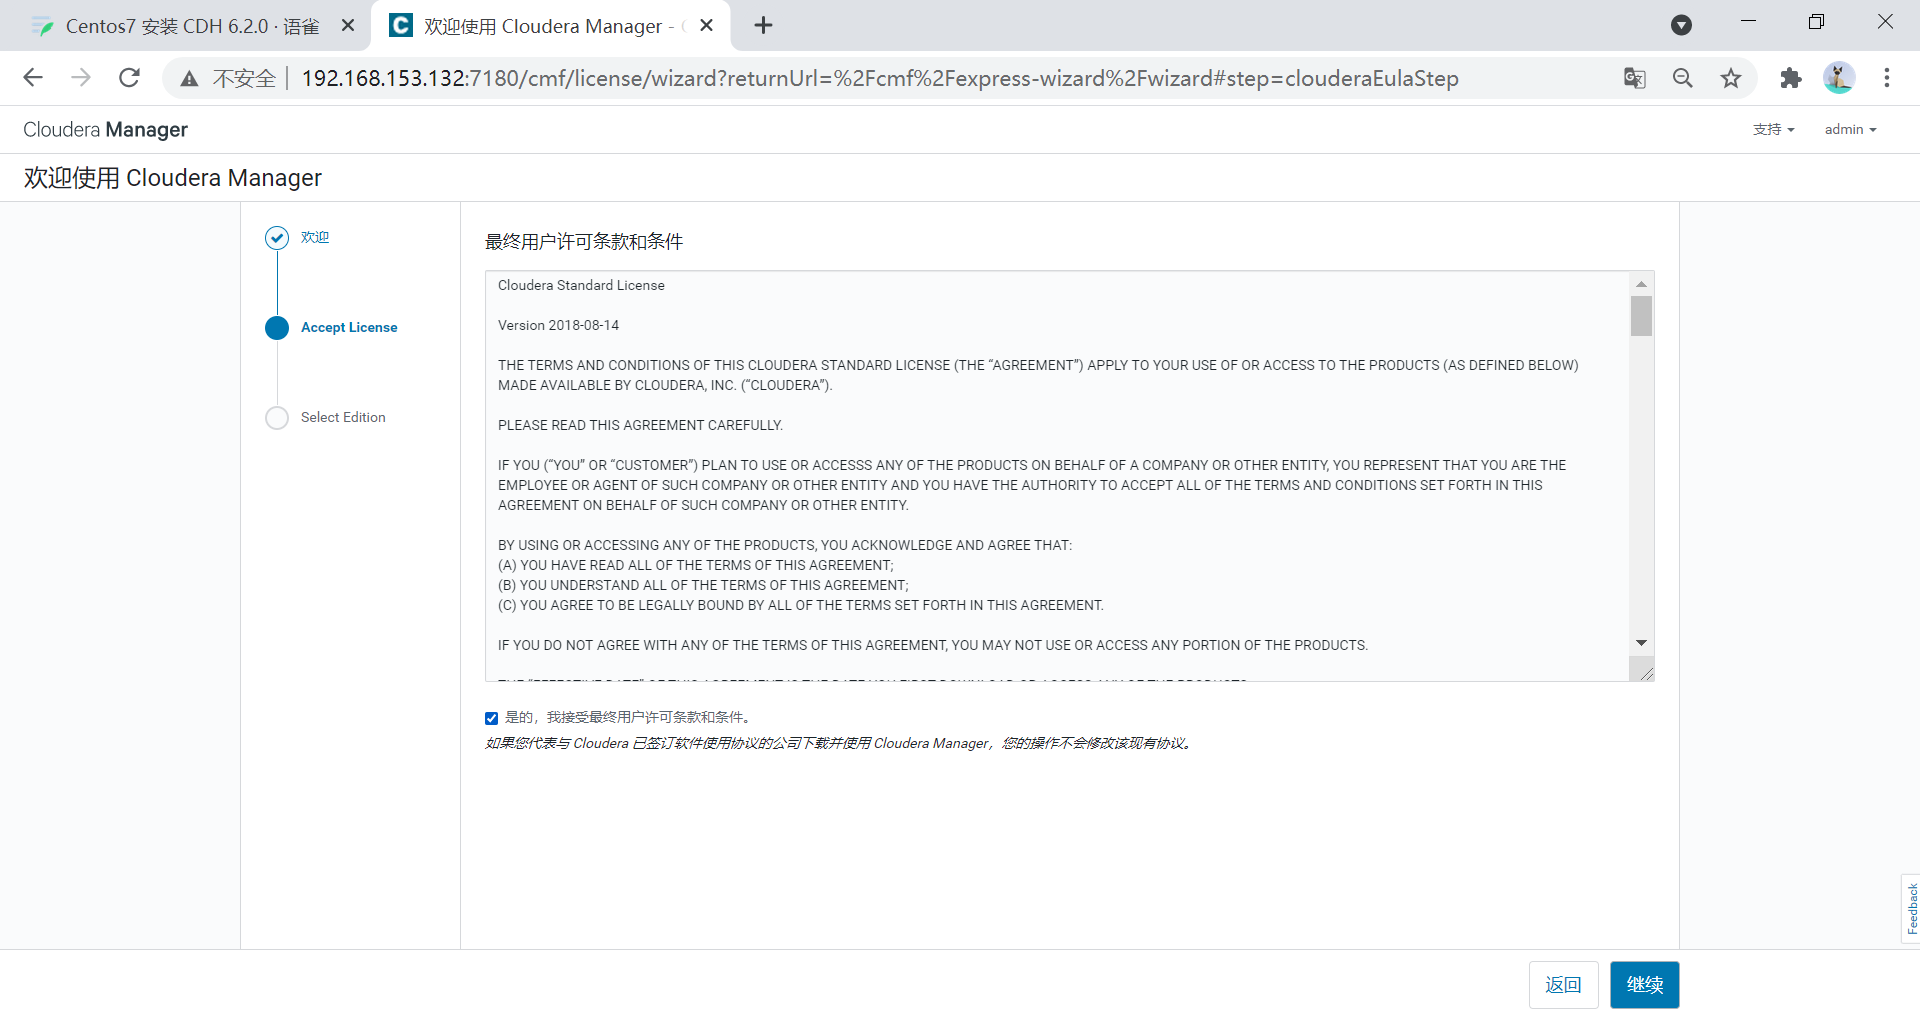 Centos7 安装 CDH 6.2.0 · 语雀
欢迎使用 Cloudera Manager -
不安全
192.168.153.132:7180/cmf/license/wizard?returnUrl=%2Fcmf%2Fexpress-wizard%2Fwizard#step=clouderaEulaStep
Cloudera Manager
支持
admin
欢迎使用 Cloudera Manager
欢迎
Accept License
Select Edition
最终用户许可条款和条件
Cloudera Standard License
Version 2018-08-14
THE TERMS AND CONDITIONS OF THIS CLOUDERA STANDARD LICENSE (THE “AGREEMENT”) APPLY TO YOUR USE OF OR ACCESS TO THE PRODUCTS (AS DEFINED BELOW)
MADE AVAILABLE BY CLOUDERA, INC. (“CLOUDERA”).
PLEASE READ THIS AGREEMENT CAREFULLY.
IF YOU (“YOU” OR “CUSTOMER”) PLAN TO USE OR ACCESSS ANY OF THE PRODUCTS ON BEHALF OF A COMPANY OR OTHER ENTITY, YOU REPRESENT THAT YOU ARE THE
EMPLOYEE OR AGENT OF SUCH COMPANY OR OTHER ENTITY AND YOU HAVE THE AUTHORITY TO ACCEPT ALL OF THE TERMS AND CONDITIONS SET FORTH IN THIS
AGREEMENT ON BEHALF OF SUCH COMPANY OR OTHER ENTITY.
BY USING OR ACCESSING ANY OF THE PRODUCTS, YOU ACKNOWLEDGE AND AGREE THAT:
(A) YOU HAVE READ ALL OF THE TERMS OF THIS AGREEMENT;
(B) YOU UNDERSTAND ALL OF THE TERMS OF THIS AGREEMENT;
(C) YOU AGREE TO BE LEGALLY BOUND BY ALL OF THE TERMS SET FORTH IN THIS AGREEMENT.
IF YOU DO NOT AGREE WITH ANY OF THE TERMS OF THIS AGREEMENT, YOU MAY NOT USE OR ACCESS ANY PORTION OF THE PRODUCTS.
是的，我接受最终用户许可条款和条件。
如果您代表与 Cloudera 已签订软件使用协议的公司下载并使用 Cloudera Manager，您的操作不会修改该现有协议。
Feedback
返回
继续